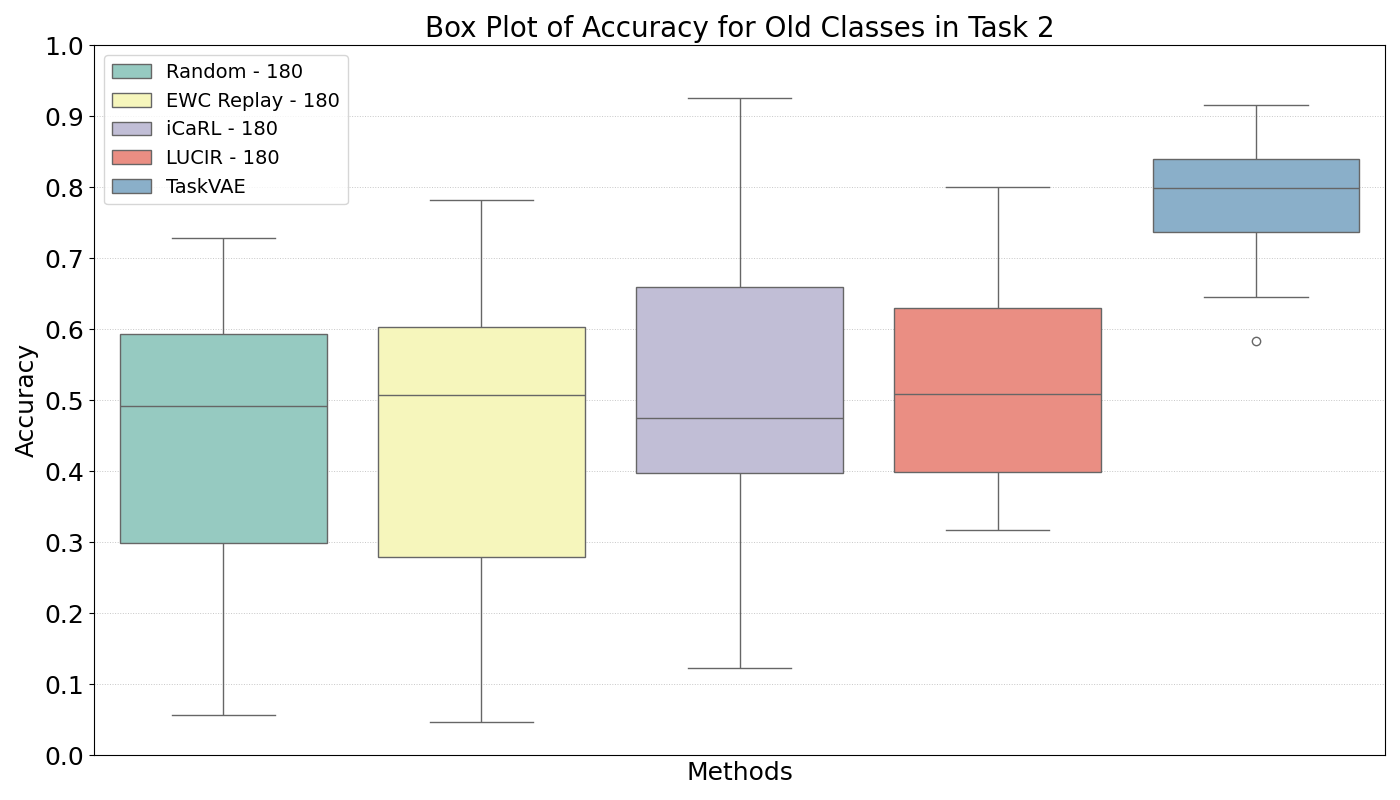 Box Plot of Accuracy for Old Classes in Task 2
1.0
0.9
0.8
0.7
0.6
0.5
0.4
0.3
0.2
0.1
0.0
Accuracy
Random - 180
EWC Replay - 180
iCaRL - 180
LUCIR - 180
TaskVAE
Methods